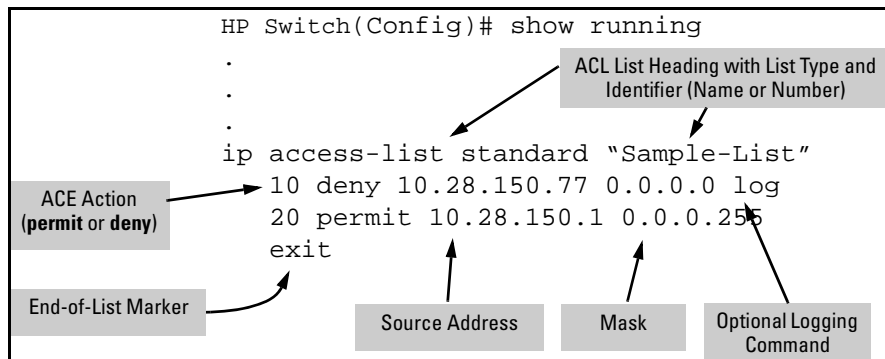 HP Switch(Config)# show running
.
.
.
ACL List Heading with List Type and
Identifier (Name or Number)
ip access-list standard “Sample-List”
10 deny 10.28.150.77 0.0.0.0 log
20 permit 10.28.150.1 0.0.0.255
exit
ACE Action
(permit or deny)
End-of-List Marker
Source Address
Mask
Optional Logging
Command